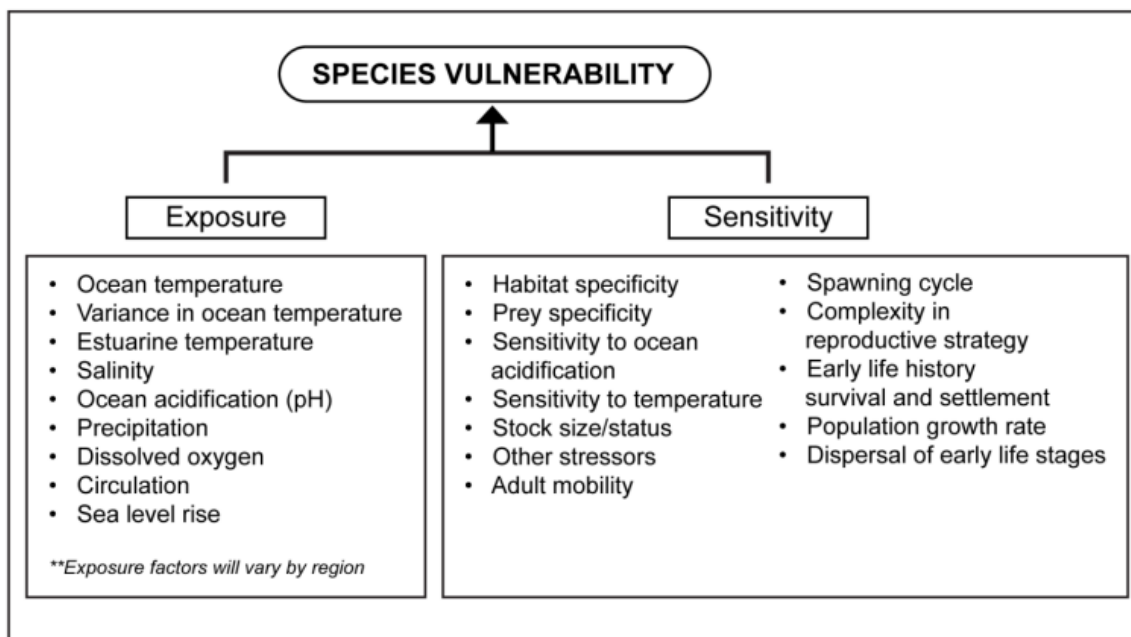 SPECIES VULNERABILITY
Exposure
• Ocean temperature
• Variance in ocean temperature
• Estuarine temperature
• Salinity
• Ocean acidification (pH)
• Precipitation
• Dissolved oxygen
• Circulation
• Sea level rise
**Exposure factors will vary by region
Sensitivity
• Habitat specificity
• Prey specificity
• Sensitivity to ocean
acidification
• Sensitivity to temperature
• Stock size/status
• Other stressors
• Adult mobility
• Spawning cycle
• Complexity in
reproductive strategy
• Early life history
survival and settlement
• Population growth rate
• Dispersal of early life stages